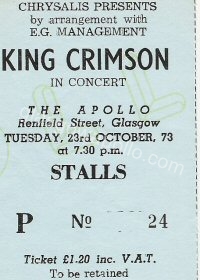 CHRYSALIS PRESENTS
by arrangement with
E.G. MANAGEMENT
KING CRIMSON
IN CONCERT
THE APOLLO
Renfield Street, Glasgow
TUESDAY, 23rd OCTOBER, 73
at 7.30 p.m.
STALLS
P No 24
Ticket £1.20 inc. V.A.T.
To be retained